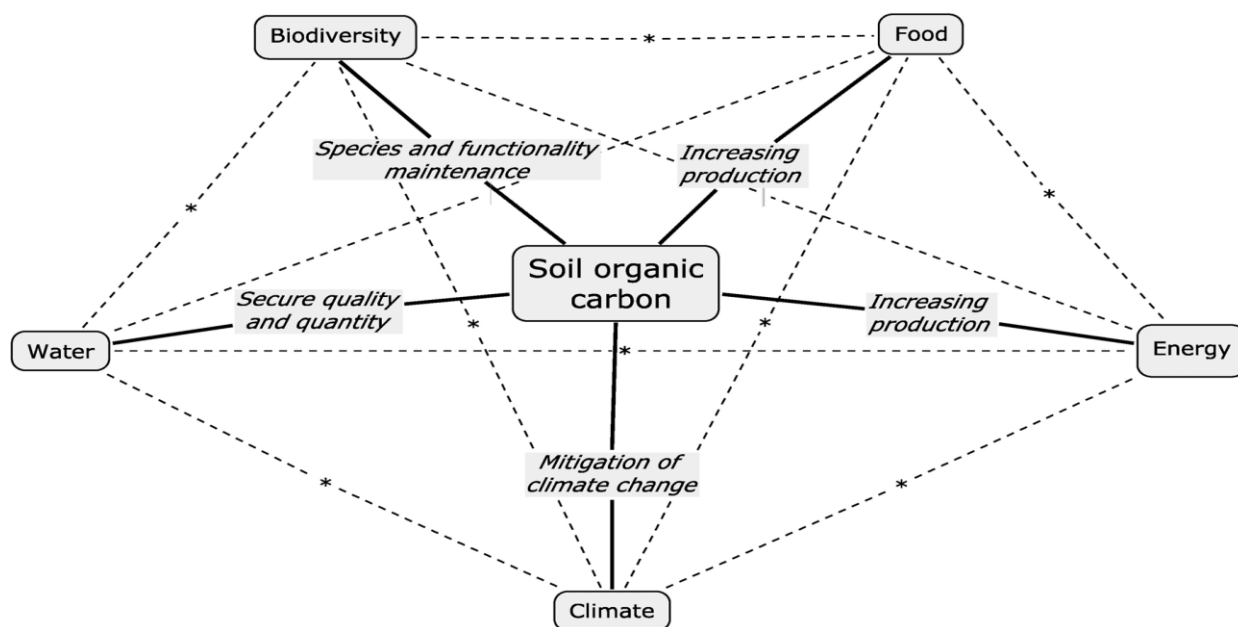 Biodiversity
*
Food
Species and functionality
maintenance
Increasing
production
*
*
Soil organic
carbon
Secure quality
and quantity
Increasing
production
*
*
Water
*
Energy
Mitigation of
climate change
*
*
Climate